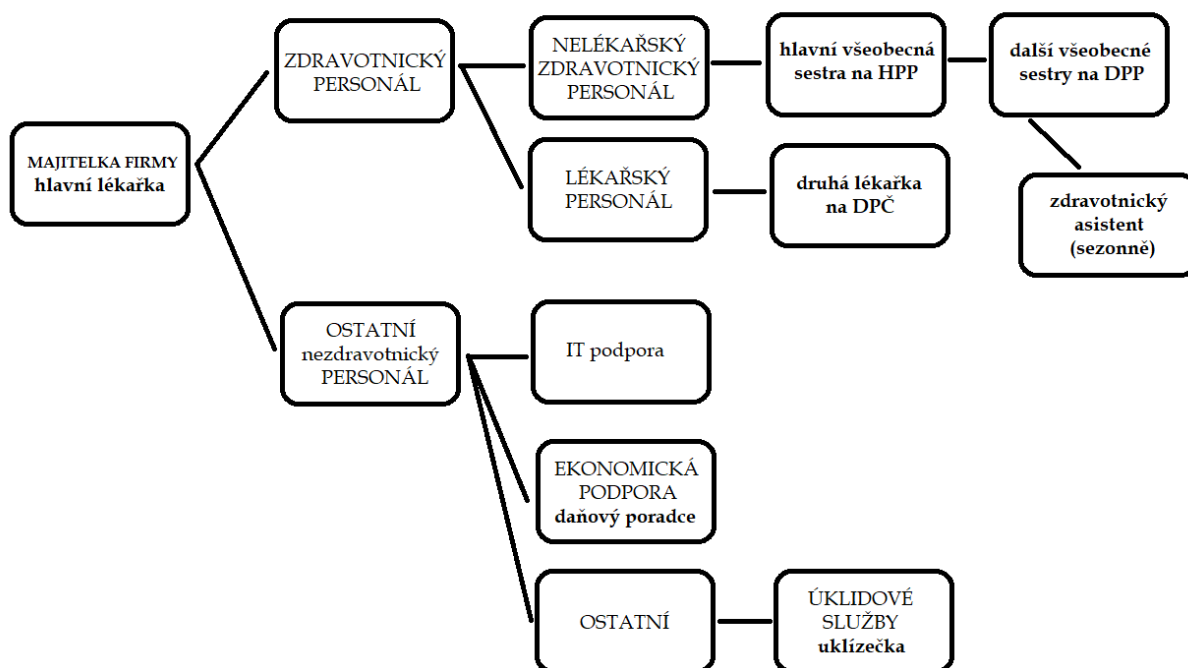 MAJITELKA FIRMY
hlavní lékařka
ZDRAVOTNICKÝ
PERSONÁL
NELÉKAŘSKÝ
ZDRAVOTNICKÝ
PERSONÁL
hlavní všeobecná
sestra na HPP
další všeobecné
sestry na DPP
zdravotnický
asistent
(sezonně)
LÉKAŘSKÝ
PERSONÁL
druhá lékařka
na DPČ
OSTATNÍ
nezdravotnický
PERSONÁL
IT podpora
EKONOMICKÁ
PODPORA
daňový poradce
OSTATNÍ
ÚKLIDOVÉ
SLUŽBY
uklízečka